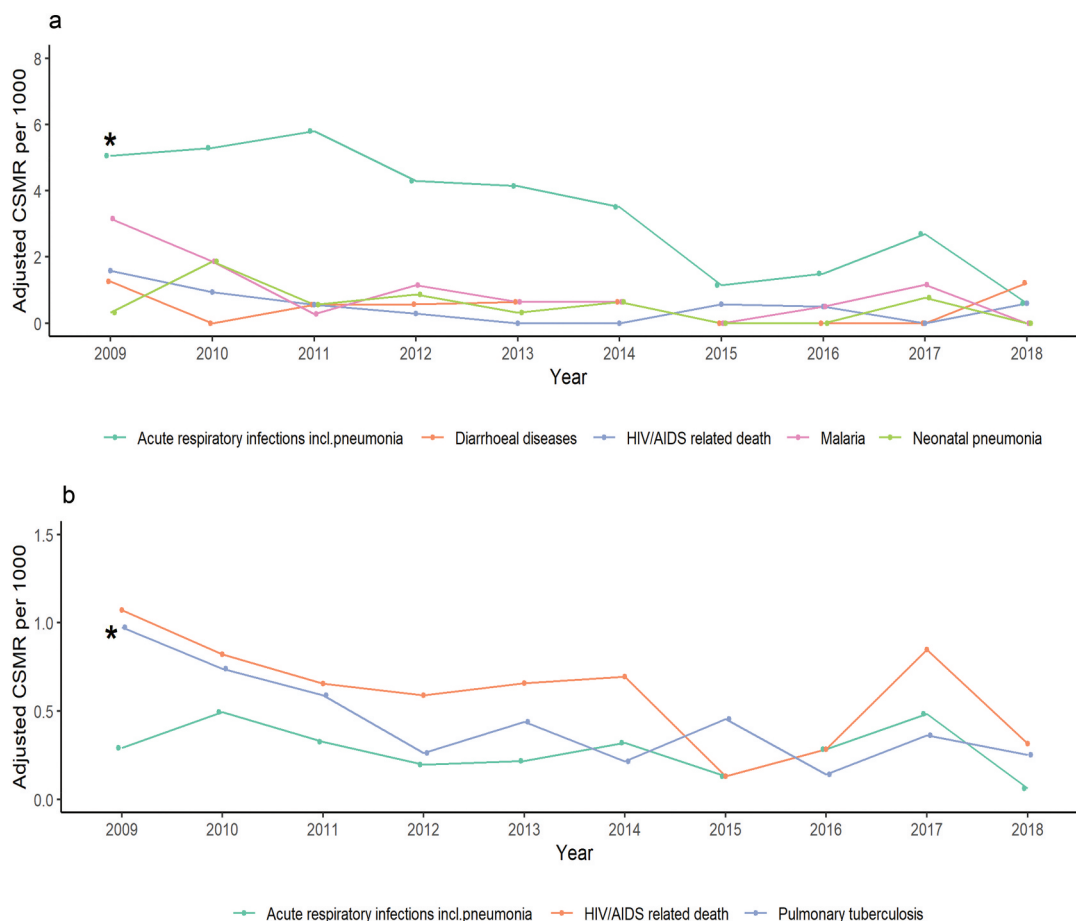 a
Adjusted CSMR per 1000
8
6
4
2
0
*
2009 2010 2011 2012 2013 2014 2015 2016 2017 2018
Year
Acute respiratory infections incl.pneumonia Diarrhoeal diseases HIV/AIDS related death Malaria Neonatal pneumonia
b
Adjusted CSMR per 1000
1.5
1.0
0.5
0.0
*
2009 2010 2011 2012 2013 2014 2015 2016 2017 2018
Year
Acute respiratory infections incl.pneumonia HIV/AIDS related death Pulmonary tuberculosis